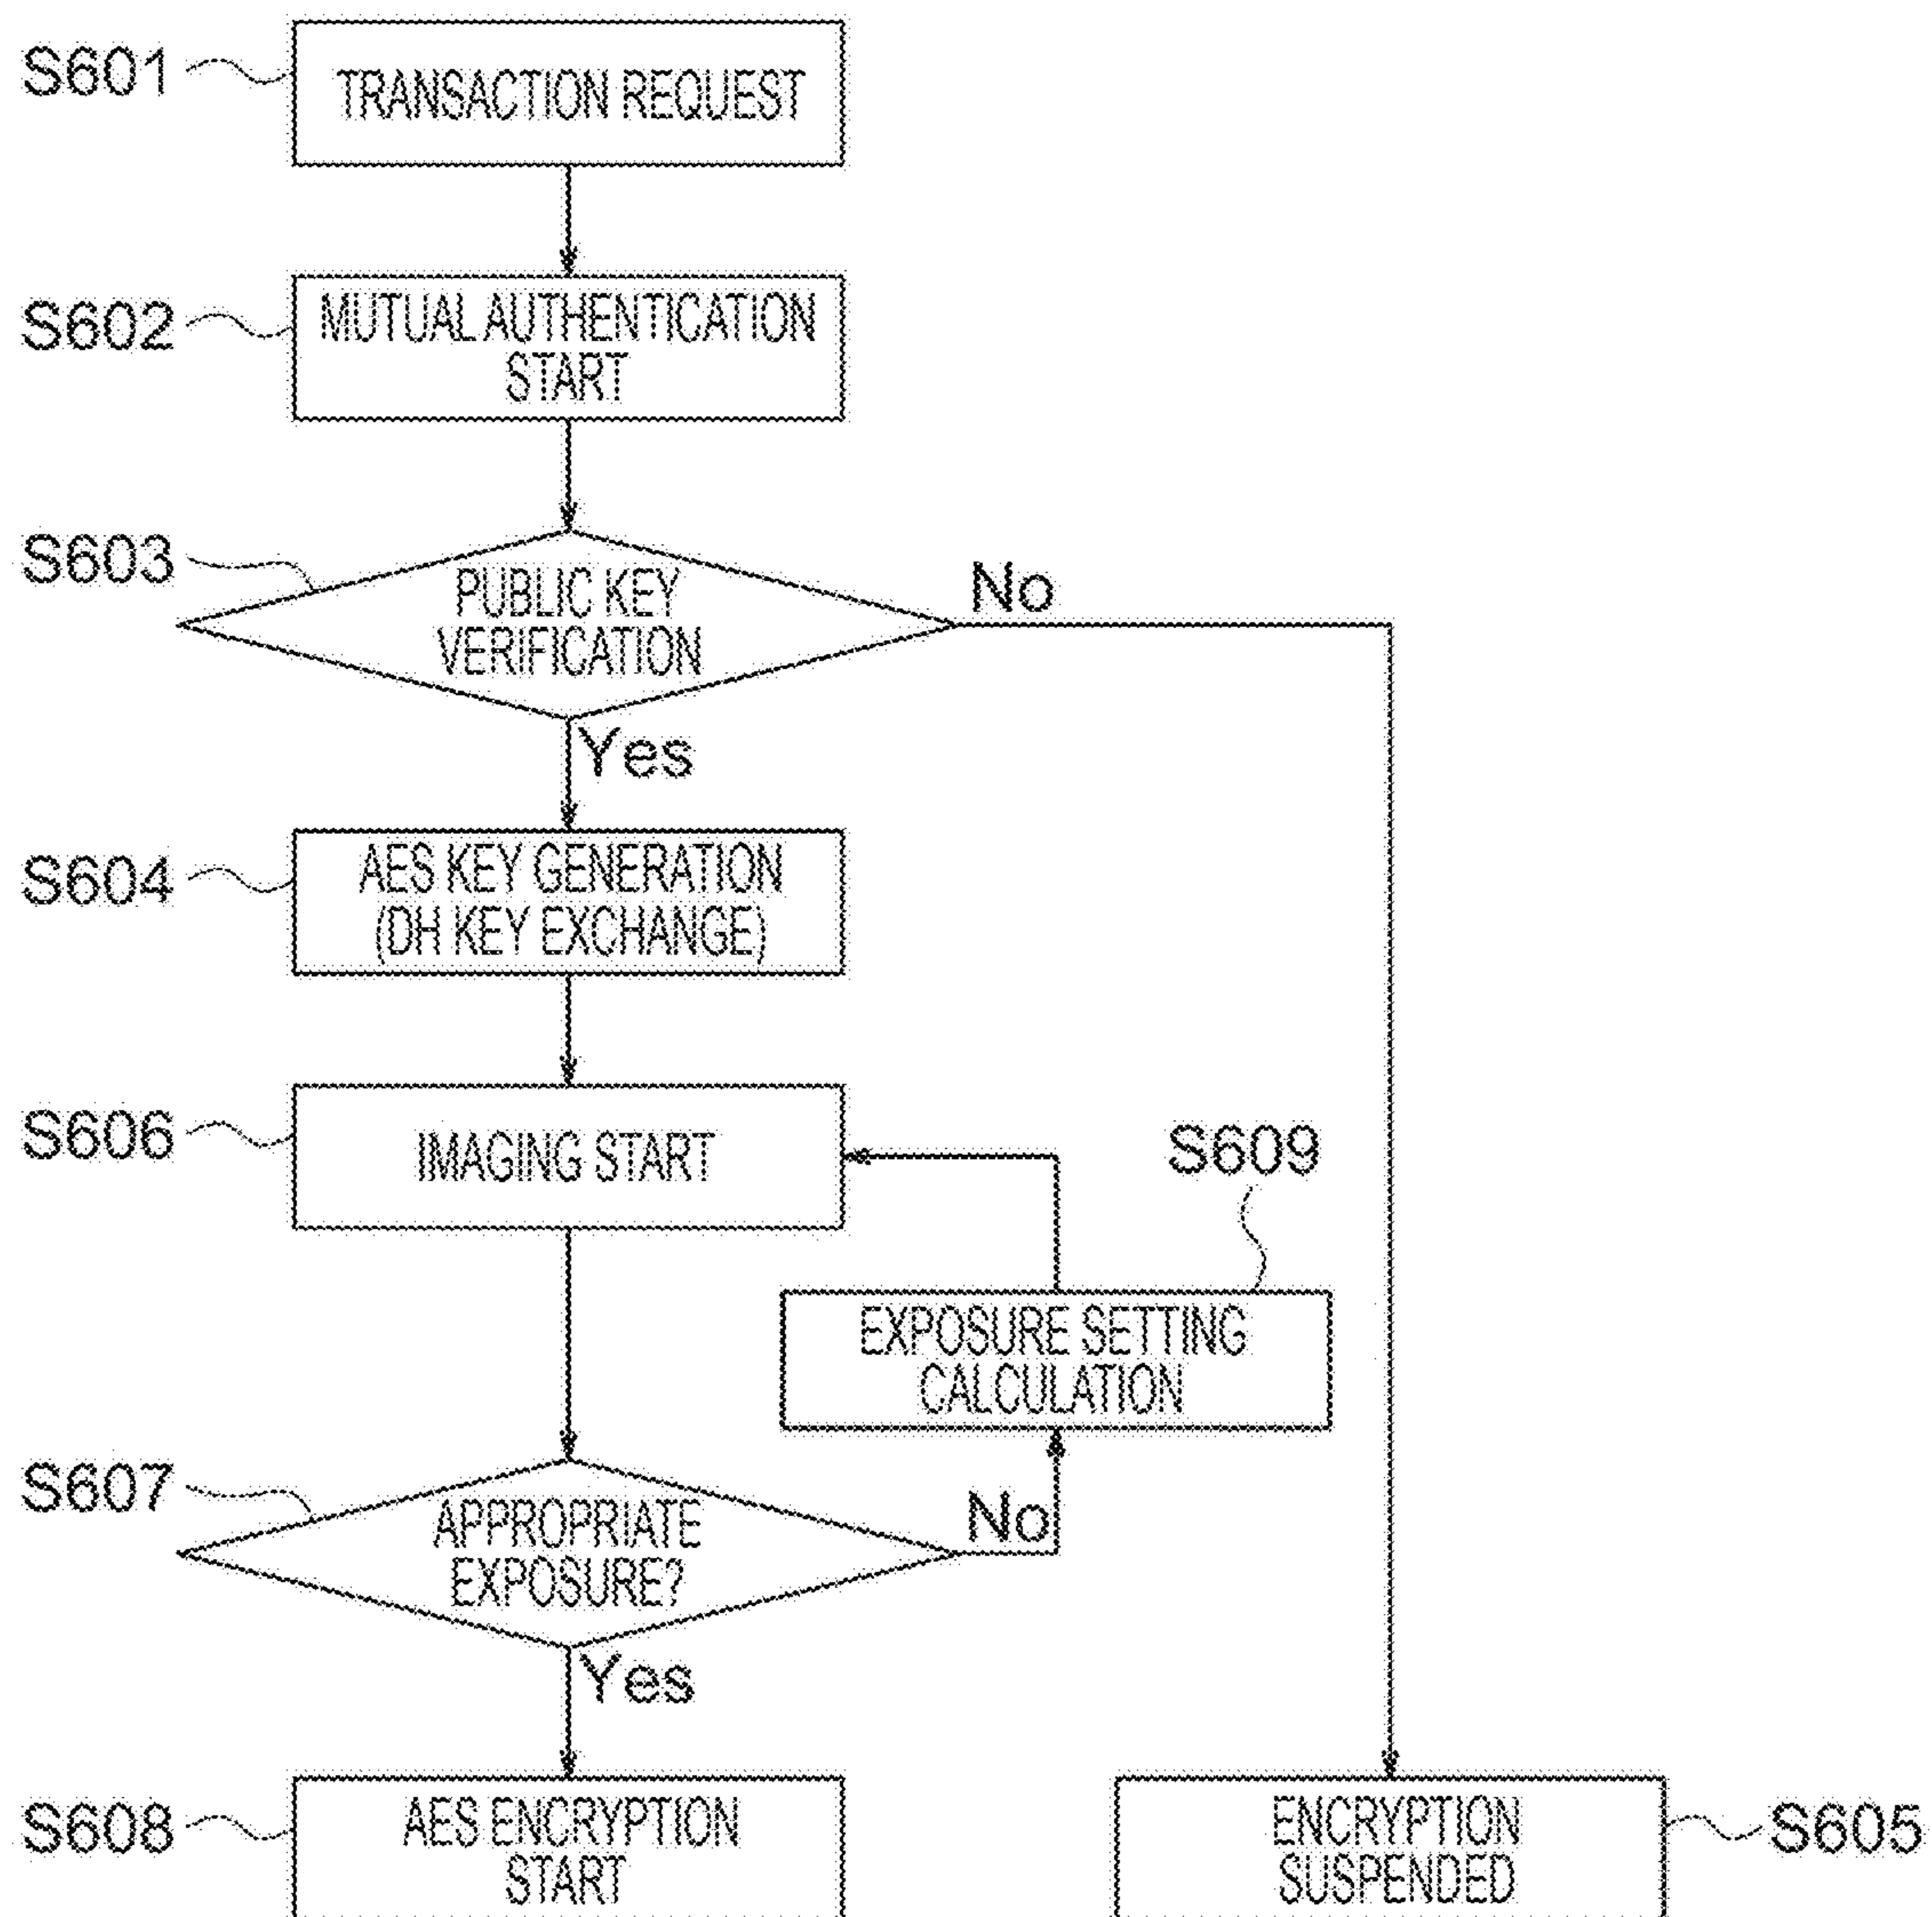 S601
TRANSACTION REQUEST
S602
MUTUAL AUTHENTICATION
START
S603
PUBLIC KEY
VERIFICATION
No
Yes
S604
AES KEY GENERATION
(DH KEY EXCHANGE)
S606
IMAGING START
S609
EXPOSURE SETTING
CALCULATION
S607
APPROPRIATE
EXPOSURE?
No
Yes
S608
AES ENCRYPTION
START
ENCRYPTION
SUSPENDED
S605